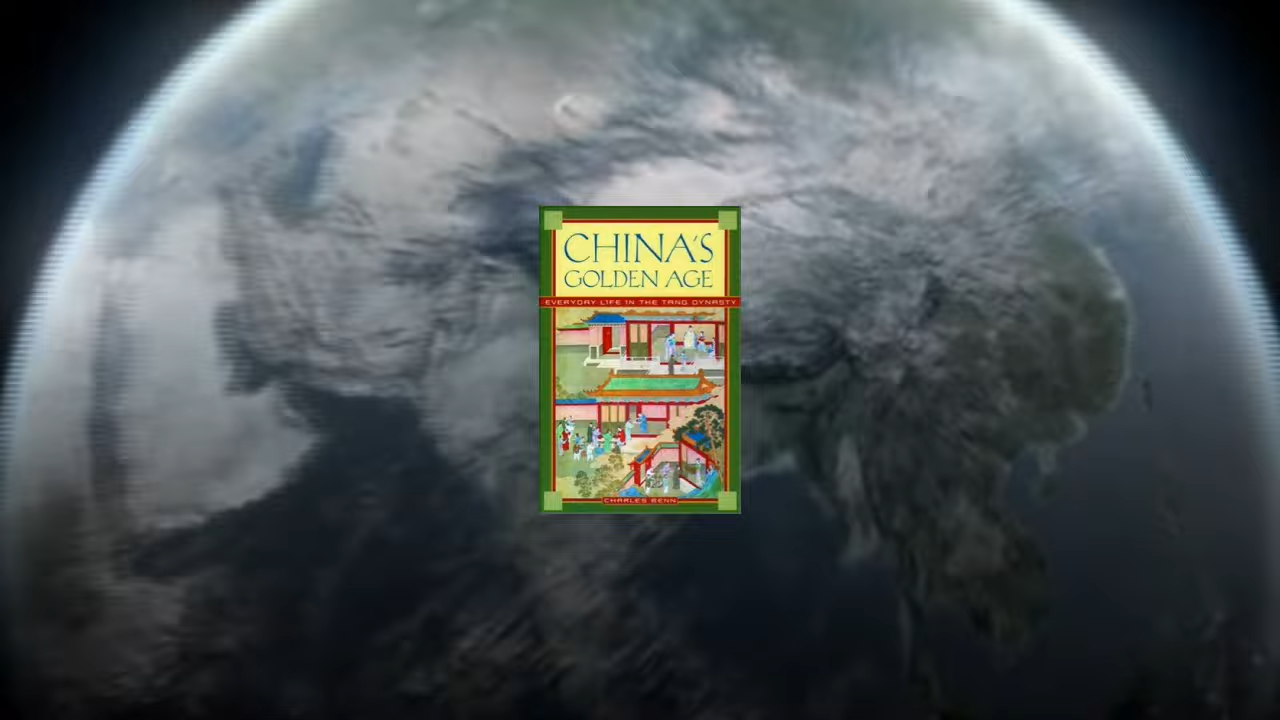 CHINA'S
GOLDEN AGE
EVERYDAY LIFE IN THE TANG DYNASTY
CHARLES BENN